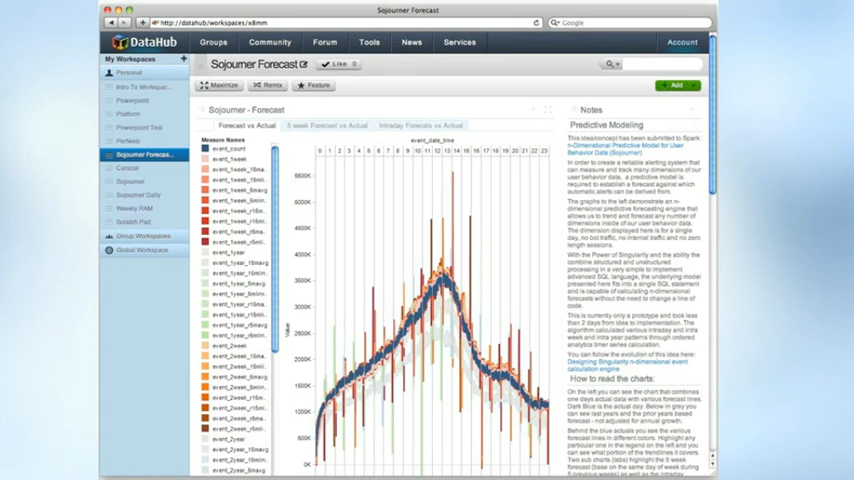 Sojourner Forecast
http://datahub/workspaces/x8mm
Google
DataHub
Groups
Community
Forum
Tools
News
Services
Account
My Workspaces
Personal
Intro To Workspac...
Powerpoint
Platform
Powerpoint Test
Perlweb
Sojourner Forecas...
Caracal
Sojourner
Sojourner Daily
Weekly RAM
Scratch Pad
Group Workspaces
Global Workspace
Sojourner Forecast
Like 0
Maximize
Remix
Feature
Add
Sojourner - Forecast
Forecast vs Actual
5 week Forecast vs Actual
Intraday Forecats vs Actual
Measure Names
event_count
event_1week
event_1week_15ma...
event_1week_5mavg
event_1year
event_1year_15mavg
event_1year_5mavg
event_2week
event_2week_15ma...
event_2week_5mavg
event_2year
event_2year_15mavg
event_2year_5mavg
event_date_time
0 1 2 3 4 5 6 7 8 9 10 11 12 13 14 15 16 17 18 19 20 21 22 23
Value
4000K
3500K
3000K
2500K
2000K
1500K
1000K
500K
0K
Notes
Predictive Modeling
This idea/concept has been submitted to Spark:
n-Dimensional Predictive Model for User
Behavior Data (Sojourner)
In order to create a reliable alerting system that
can measure and track many dimensions of our
user behavior data, a predictive model is
required to establish a forecast against which
automatic alerts can be derived from.
The graphs to the left demonstrate an n-
dimensional predictive forecasting engine that
allows us to trend and forecast any number of
dimensions inside of our user behavior data.
The dimension displayed here is for a single
day, no bot traffic, no internal traffic and no zero
length sessions.
With the Power of Singularity and the ability the
combine structured and unstructured
processing in a very simple to implement
advanced SQL language, the underlying model
presented here fits into a single SQL statement
and is capable of calculating n-dimensional
forecasts without the need to change a line of
code.
This is currently only a prototype and took less
than 2 days from idea to implementation. The
algorithm calculated various intraday and intra
week and intra year patterns through ordered
analytics timer series calculation.
You can follow the evolution of this idea here:
Designing Singularity n-dimensional event
calculation engine
How to read the charts:
On the left you can see the chart that combines
one days actual data with various forecast lines.
Dark Blue is the actual day. Below in grey you
can see last years and the prior years based
forecast - not adjusted for annual growth.
Behind the blue actuals you see the various
forecast lines in different colors. Highlight any
particular one in the legend on the left and you
can see what portion of the trendlines it covers.
Two sub charts (tabs) highlight the 5 week
forecast (base on the same day of week during